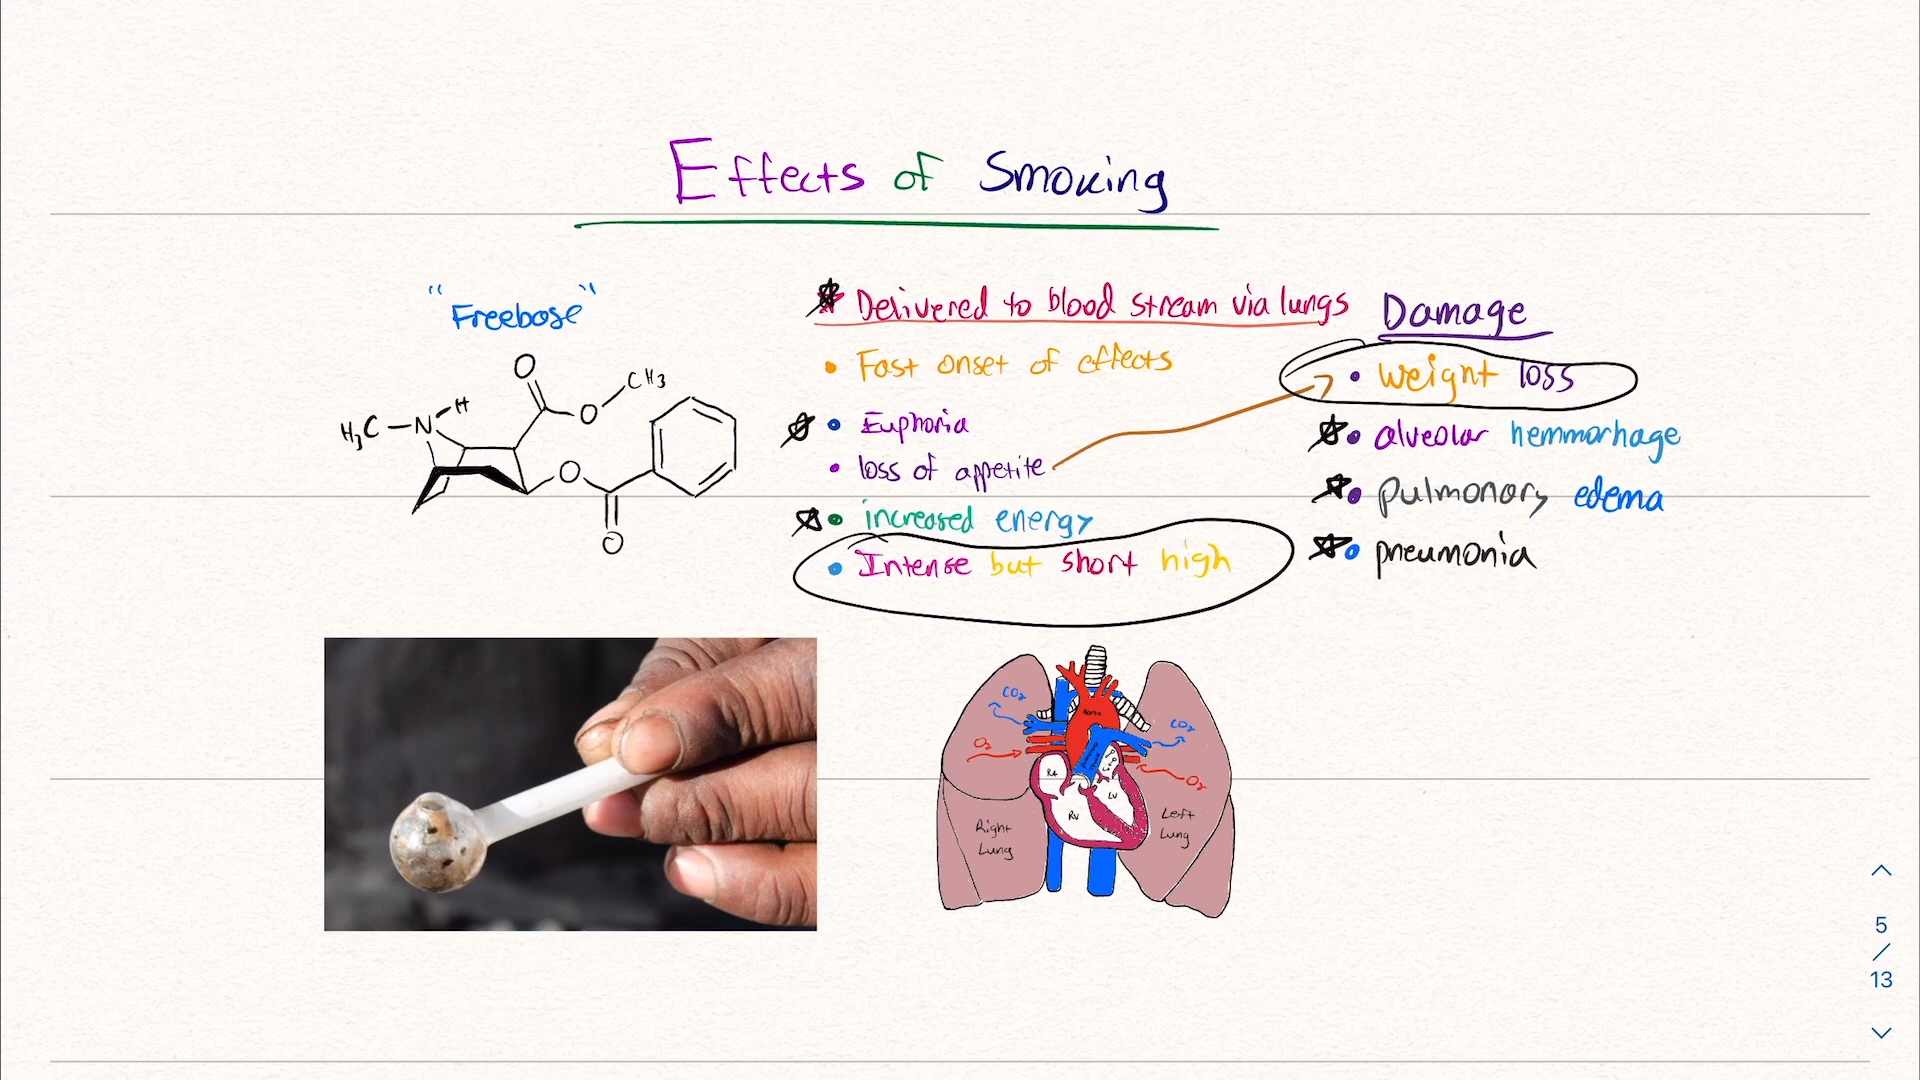 Effects of Smoking
"Freebase"
O
CH3
H
H3C
N
O
O
O
Delivered to blood stream via lungs
• Fast onset of effects
• Euphoria
• loss of appetite
• increased energy
• Intense but short high
Damage
• weight loss
• alveolar hemmorhage
• pulmonary edema
• pneumonia
CO2
O2
Aorta
CO2
O2
RA
LV
RV
Right
Lung
Left
Lung
5
/
13